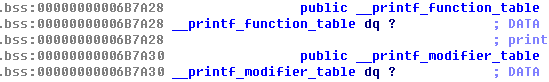 .bss:00000000006B7A28 public __printf_function_table
.bss:00000000006B7A28 __printf_function_table dq ? ; DATA
.bss:00000000006B7A28 ; print
.bss:00000000006B7A30 public __printf_modifier_table
.bss:00000000006B7A30 __printf_modifier_table dq ? ; DATA